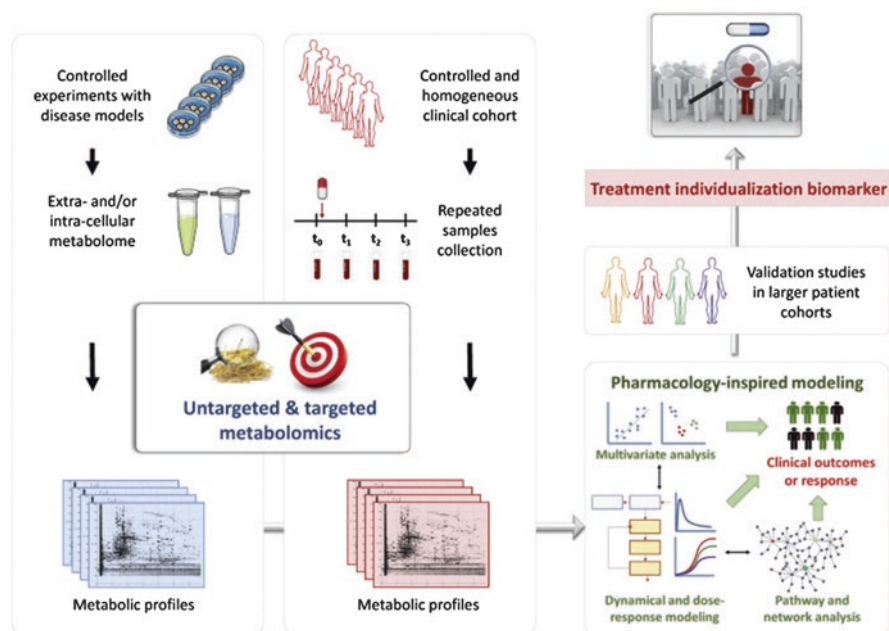 Controlled
experiments with
disease models
Extra- and/or
intra-cellular
metabolome
Controlled and
homogeneous
clinical cohort
t0 t1 t2 t3
Repeated
samples
collection
Untargeted & targeted
metabolomics
Metabolic profiles
Metabolic profiles
Treatment individualization biomarker
Validation studies
in larger patient
cohorts
Pharmacology-inspired modeling
Multivariate analysis
Clinical outcomes
or response
Dynamical and dose-
response modeling
Pathway and
network analysis